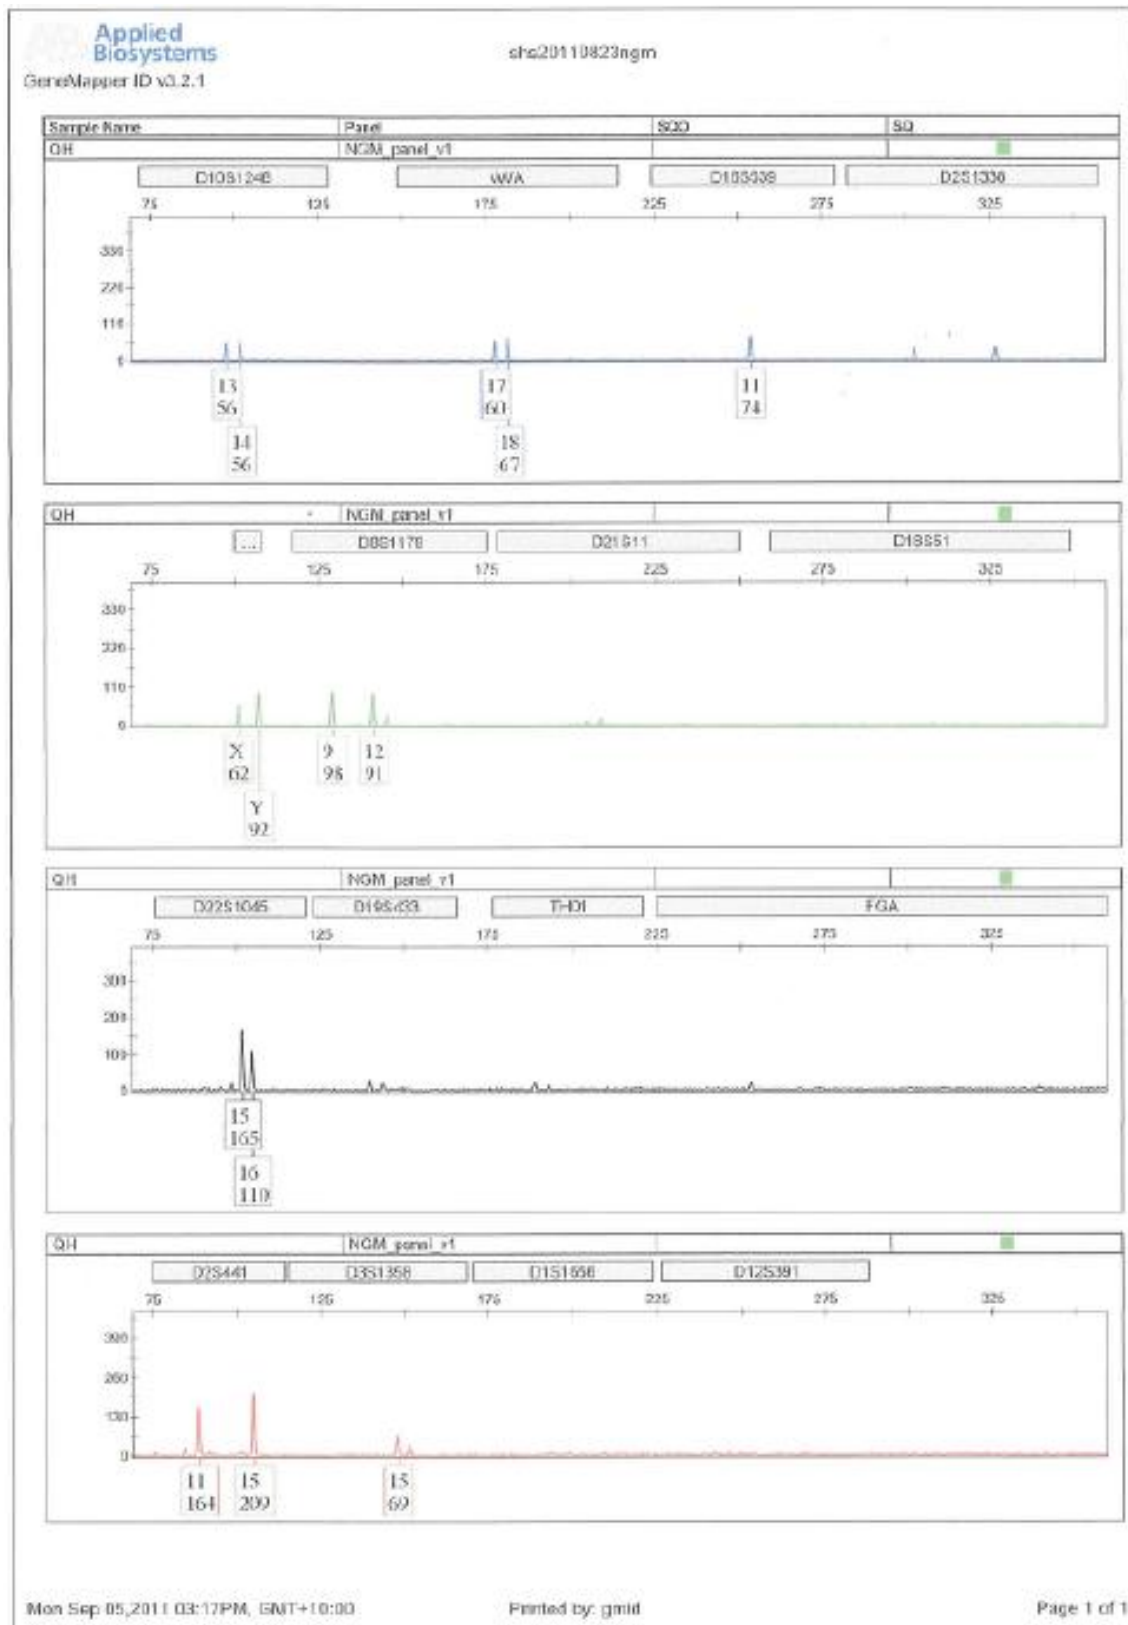 Applied
Biosystems
shs20110823ngm
GeneMapper ID v3.2.1
Sample Name Panel SQO SQ
QH NGM_panel_v1
D10S1248 vWA D16S539 D2S1338
75 125 175 225 275 325
330
220
110
0
13
56
17
60
11
74
14
56
18
67
QH NGM_panel_v1
... D8S1179 D21S11 D18S51
75 125 175 225 275 325
330
220
110
0
X
62
9
98
12
91
Y
92
QH NGM_panel_v1
D22S1045 D19S433 TH01 FGA
75 125 175 225 275 325
300
200
100
0
15
165
16
110
QH NGM_panel_v1
D2S441 D3S1358 D1S1656 D12S391
75 125 175 225 275 325
390
260
130
0
11
164
15
209
15
69
Mon Sep 05,2011 03:17PM, GMT+10:00 Printed by: gmid Page 1 of 1